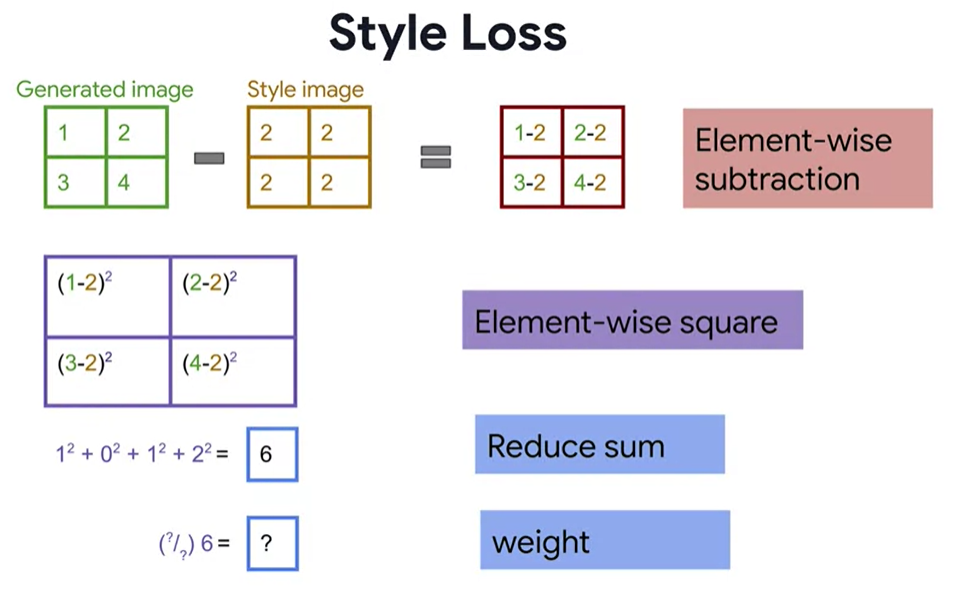 Style Loss
Generated image
Style image
1 2 2 2 1-2 2-2
3 4 2 2 3-2 4-2
Element-wise
subtraction
(1-2)² (2-2)²
(3-2)² (4-2)²
Element-wise square
1² + 0² + 1² + 2² = 6
Reduce sum
(?/?) 6 = ?
weight